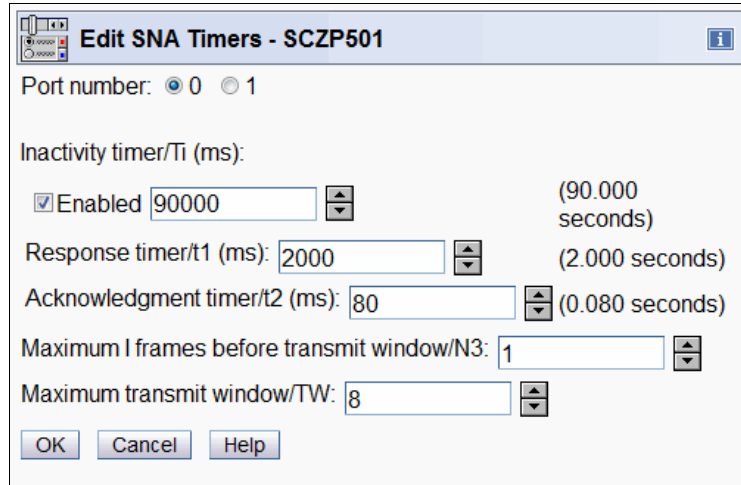 Edit SNA Timers - SCZP501
Port number: 0 1
Inactivity timer/Ti (ms):
Enabled 90000 (90.000
seconds)
Response timer/t1 (ms): 2000 (2.000 seconds)
Acknowledgment timer/t2 (ms): 80 (0.080 seconds)
Maximum I frames before transmit window/N3: 1
Maximum transmit window/TW: 8
OK Cancel Help